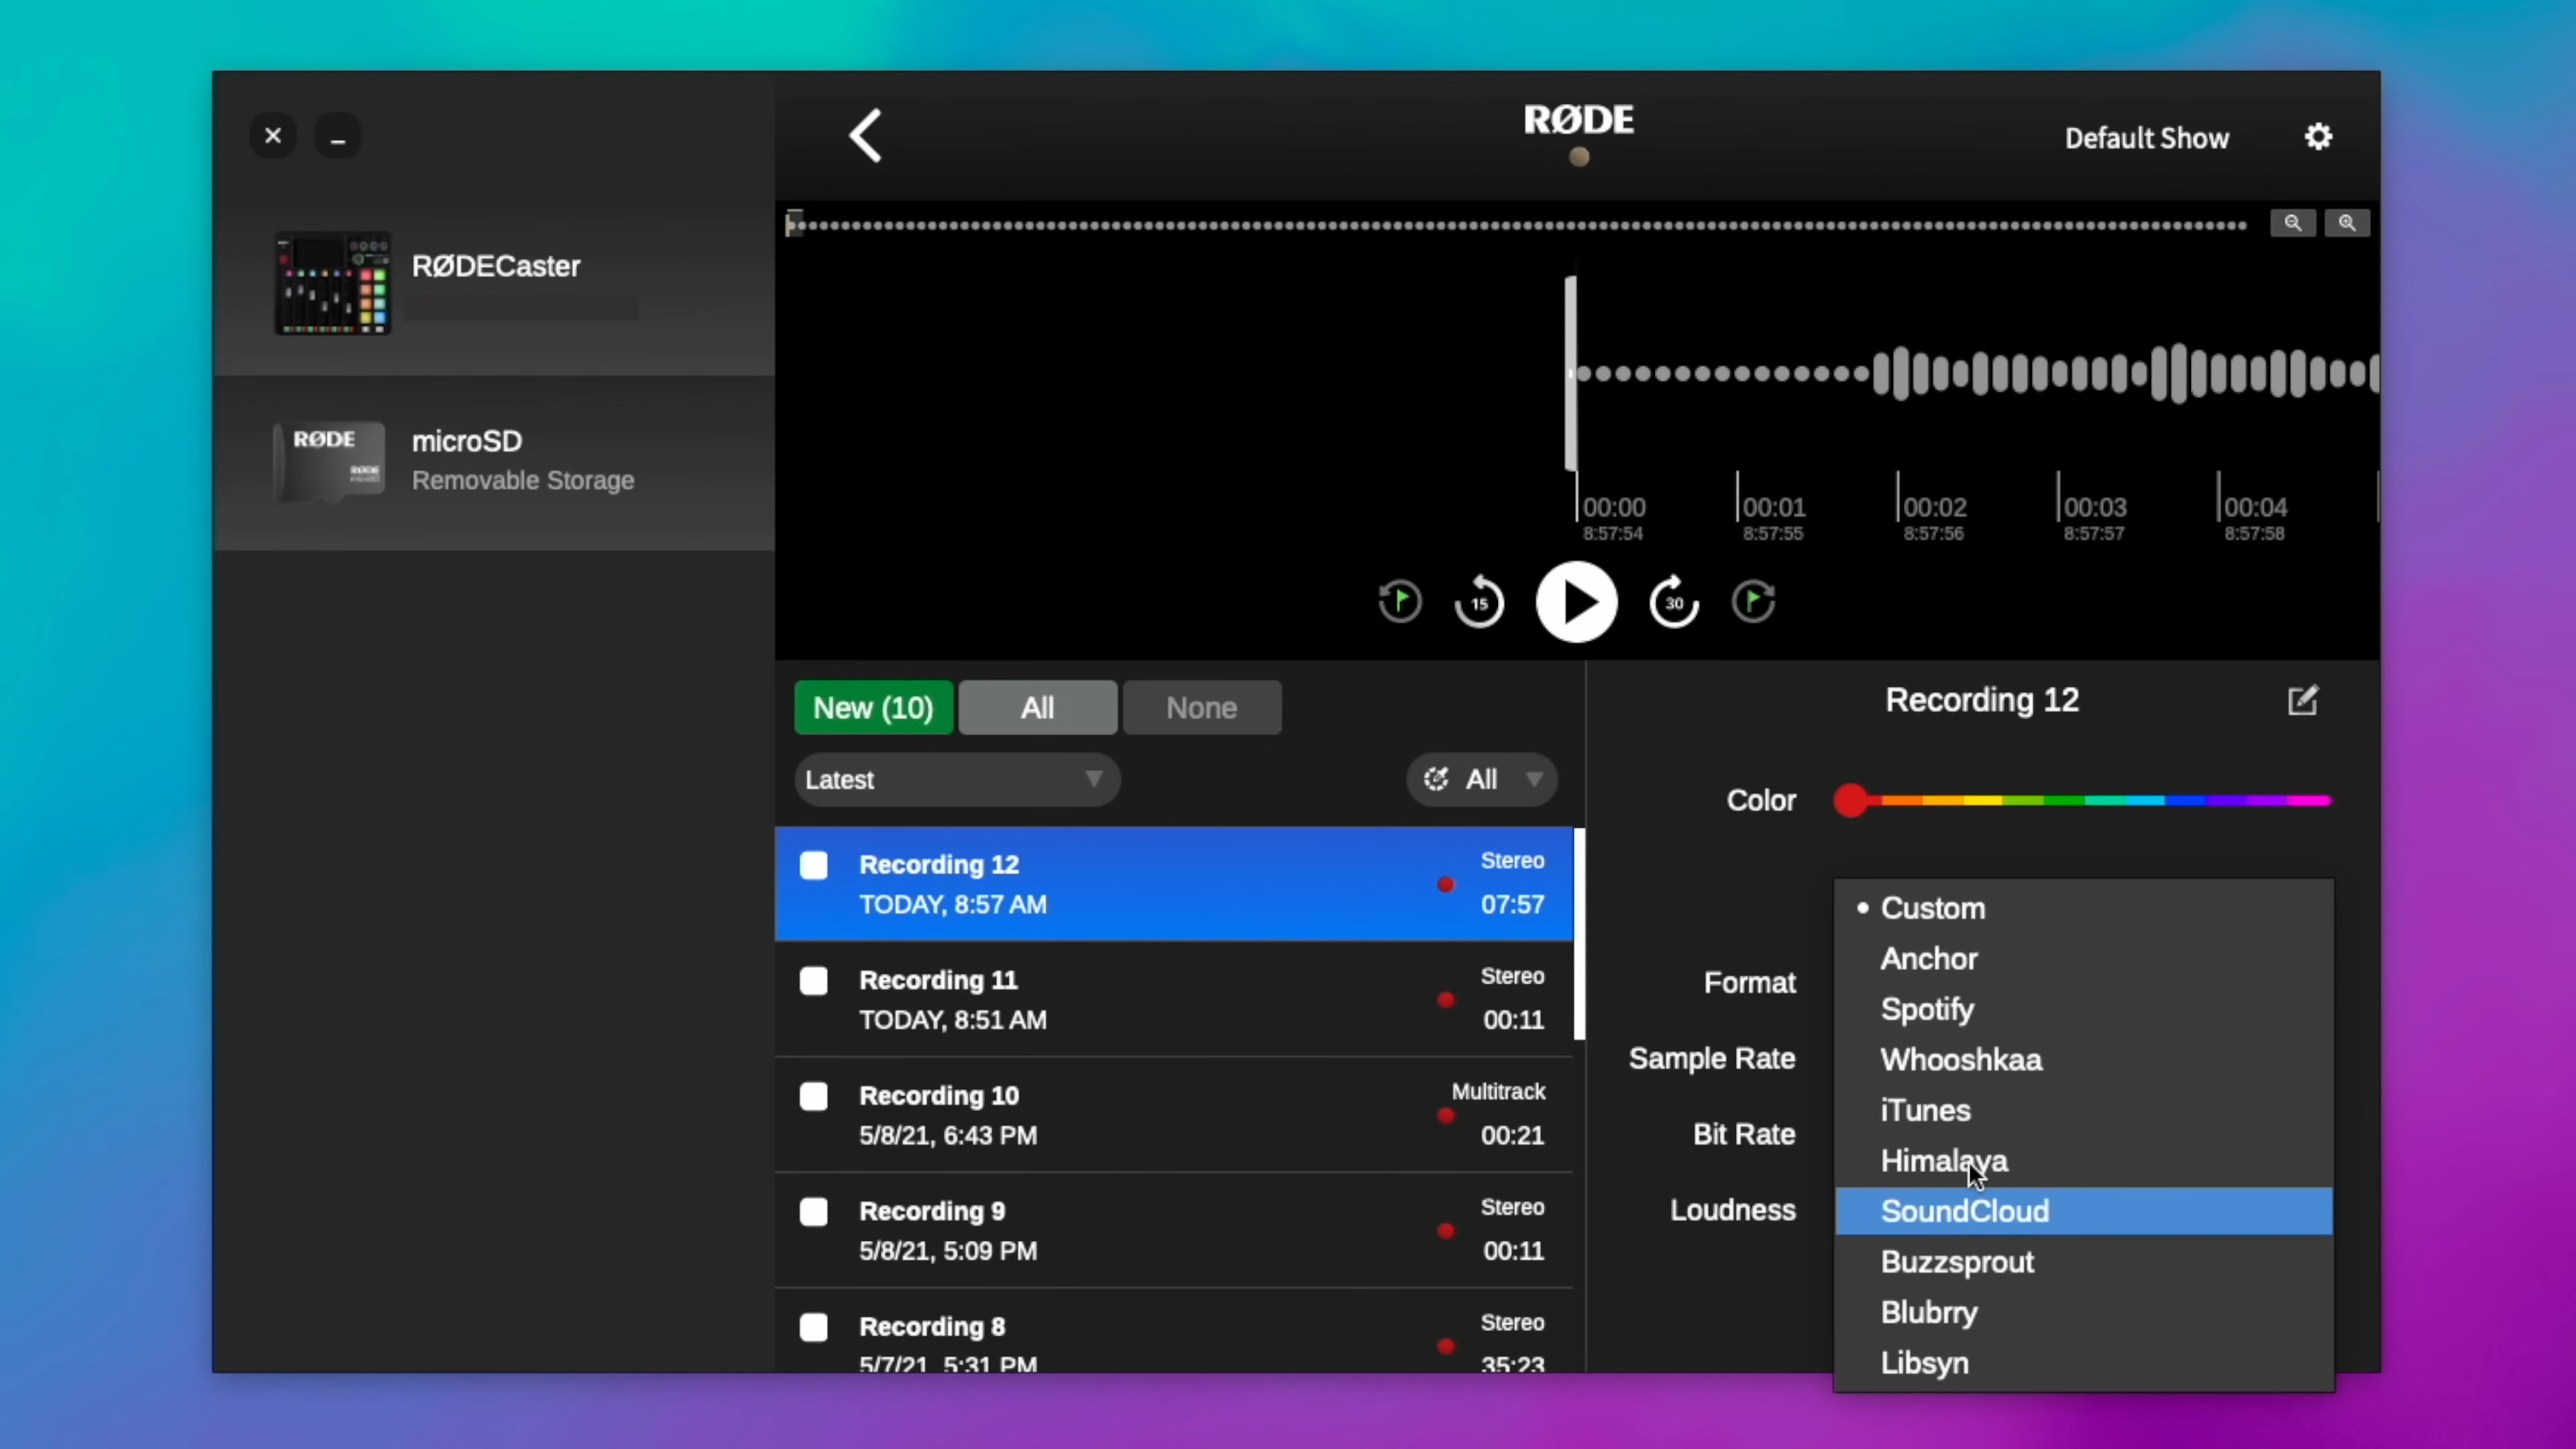 RØDE
Default Show
RØDECaster
RØDE
microSD
Removable Storage
00:00
8:57:54
00:01
8:57:55
00:02
8:57:56
00:03
8:57:57
00:04
8:57:58
15
30
New (10)
All
None
Latest
All
Recording 12
Stereo
TODAY, 8:57 AM
07:57
Recording 11
Stereo
TODAY, 8:51 AM
00:11
Recording 10
Multitrack
5/8/21, 6:43 PM
00:21
Recording 9
Stereo
5/8/21, 5:09 PM
00:11
Recording 8
Stereo
5/7/21, 5:31 PM
35:23
Recording 12
Color
Format
Sample Rate
Bit Rate
Loudness
Custom
Anchor
Spotify
Whooshkaa
iTunes
Himalaya
SoundCloud
Buzzsprout
Blubrry
Libsyn